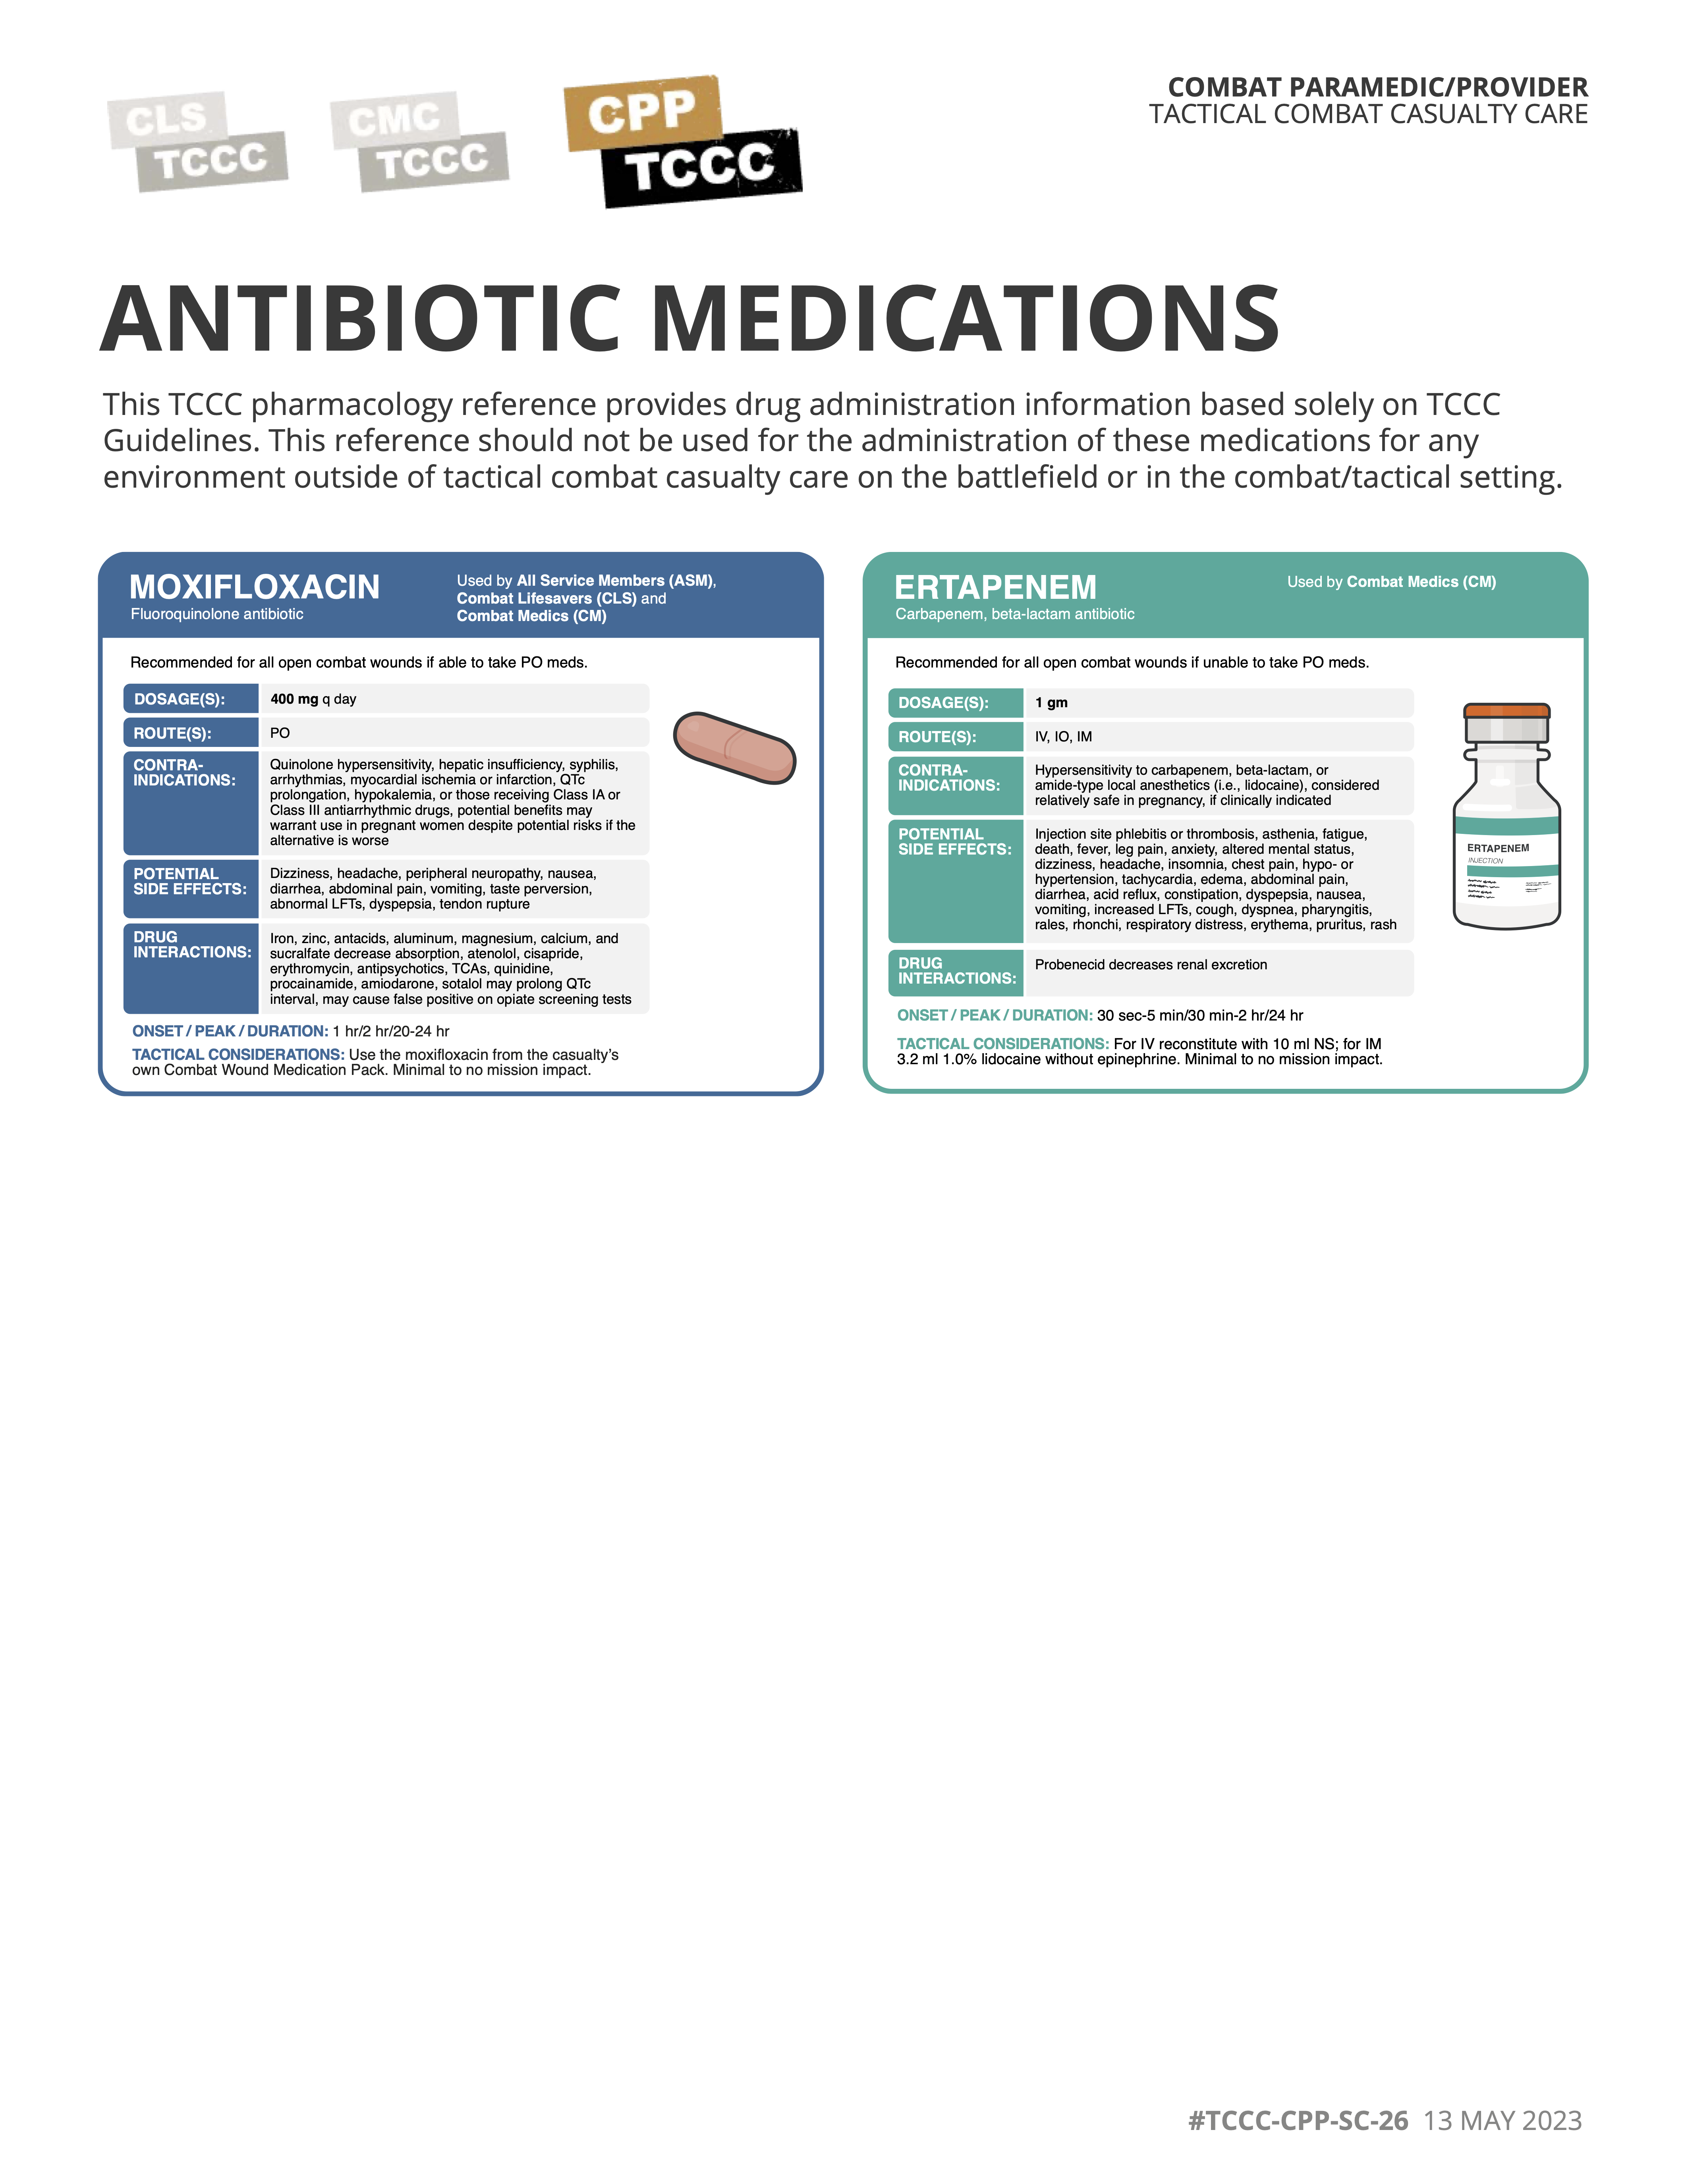 CLS
TCCC
CMC
TCCC
CPP
TCCC
COMBAT PARAMEDIC/PROVIDER
TACTICAL COMBAT CASUALTY CARE
ANTIBIOTIC MEDICATIONS
This TCCC pharmacology reference provides drug administration information based solely on TCCC
Guidelines. This reference should not be used for the administration of these medications for any
environment outside of tactical combat casualty care on the battlefield or in the combat/tactical setting.
MOXIFLOXACIN
Fluoroquinolone antibiotic
Used by All Service Members (ASM),
Combat Lifesavers (CLS) and
Combat Medics (CM)
Recommended for all open combat wounds if able to take PO meds.
DOSAGE(S):
400 mg q day
ROUTE(S):
PO
CONTRA-
INDICATIONS:
Quinolone hypersensitivity, hepatic insufficiency, syphilis,
arrhythmias, myocardial ischemia or infarction, QTc
prolongation, hypokalemia, or those receiving Class IA or
Class III antiarrhythmic drugs, potential benefits may
warrant use in pregnant women despite potential risks if the
alternative is worse
POTENTIAL
SIDE EFFECTS:
Dizziness, headache, peripheral neuropathy, nausea,
diarrhea, abdominal pain, vomiting, taste perversion,
abnormal LFTs, dyspepsia, tendon rupture
DRUG
INTERACTIONS:
Iron, zinc, antacids, aluminum, magnesium, calcium, and
sucralfate decrease absorption, atenolol, cisapride,
erythromycin, antipsychotics, TCAs, quinidine,
procainamide, amiodarone, sotalol may prolong QTc
interval, may cause false positive on opiate screening tests
ONSET / PEAK / DURATION: 1 hr/2 hr/20-24 hr
TACTICAL CONSIDERATIONS: Use the moxifloxacin from the casualty's
own Combat Wound Medication Pack. Minimal to no mission impact.
ERTAPENEM
Carbapenem, beta-lactam antibiotic
Used by Combat Medics (CM)
Recommended for all open combat wounds if unable to take PO meds.
DOSAGE(S):
1 gm
ROUTE(S):
IV, IO, IM
CONTRA-
INDICATIONS:
Hypersensitivity to carbapenem, beta-lactam, or
amide-type local anesthetics (i.e., lidocaine), considered
relatively safe in pregnancy, if clinically indicated
POTENTIAL
SIDE EFFECTS:
Injection site phlebitis or thrombosis, asthenia, fatigue,
death, fever, leg pain, anxiety, altered mental status,
dizziness, headache, insomnia, chest pain, hypo- or
hypertension, tachycardia, edema, abdominal pain,
diarrhea, acid reflux, constipation, dyspepsia, nausea,
vomiting, increased LFTs, cough, dyspnea, pharyngitis,
rales, rhonchi, respiratory distress, erythema, pruritus, rash
DRUG
INTERACTIONS:
Probenecid decreases renal excretion
ERTAPENEM
INJECTION
ONSET / PEAK / DURATION: 30 sec-5 min/30 min-2 hr/24 hr
TACTICAL CONSIDERATIONS: For IV reconstitute with 10 ml NS; for IM
3.2 ml 1.0% lidocaine without epinephrine. Minimal to no mission impact.
#TCCC-CPP-SC-26 13 MAY 2023